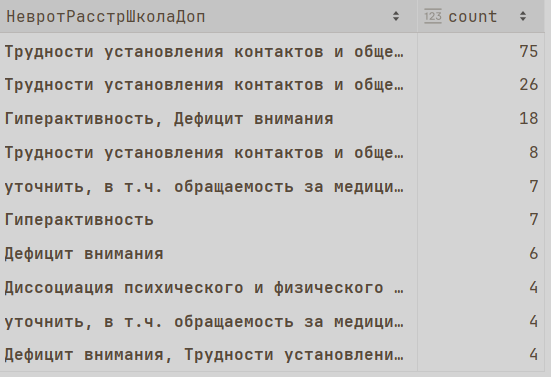 НевротРасстрШколаДоп 123 count
Трудности установления контактов и обще… 75
Трудности установления контактов и обще… 26
Гиперактивность, Дефицит внимания 18
Трудности установления контактов и обще… 8
уточнить, в т.ч. обращаемость за медици… 7
Гиперактивность 7
Дефицит внимания 6
Диссоциация психического и физического … 4
уточнить, в т.ч. обращаемость за медици… 4
Дефицит внимания, Трудности установлени… 4